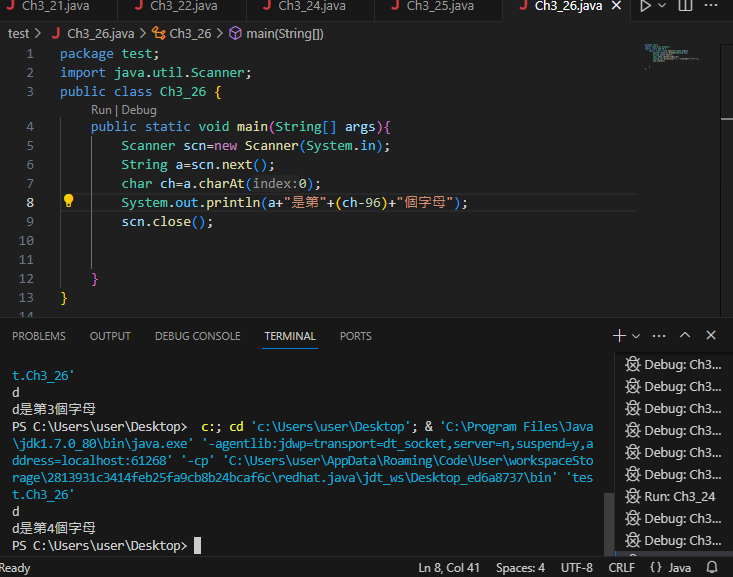 Ch3_21.java Ch3_22.java Ch3_24.java Ch3_25.java Ch3_26.java
test > Ch3_26.java > Ch3_26 > main(String[])
1 package test;
2 import java.util.Scanner;
3 public class Ch3_26 {
Run | Debug
4 public static void main(String[] args){
5 Scanner scn=new Scanner(System.in);
6 String a=scn.next();
7 char ch=a.charAt(index:0);
8 System.out.println(a+"是第"+(ch-96)+"個字母");
9 scn.close();
10
11
12 }
13 }
14
PROBLEMS OUTPUT DEBUG CONSOLE TERMINAL PORTS
t.Ch3_26'
d
d是第3個字母
PS C:\Users\user\Desktop>  c:; cd 'c:\Users\user\Desktop'; & 'C:\Program Files\Java
\jdk1.7.0_80\bin\java.exe' '-agentlib:jdwp=transport=dt_socket,server=n,suspend=y,a
ddress=localhost:61268' '-cp' 'C:\Users\user\AppData\Roaming\Code\User\workspaceSto
rage\2813931c3414feb25fa9cb8b24bcaf6c\redhat.java\jdt_ws\Desktop_ed6a8737\bin' 'tes
t.Ch3_26'
d
d是第4個字母
PS C:\Users\user\Desktop>
Debug: Ch3...
Debug: Ch3...
Debug: Ch3...
Debug: Ch3...
Debug: Ch3...
Debug: Ch3...
Run: Ch3_24
Debug: Ch3...
Debug: Ch3...
Ready Ln 8, Col 41 Spaces: 4 UTF-8 CRLF {} Java